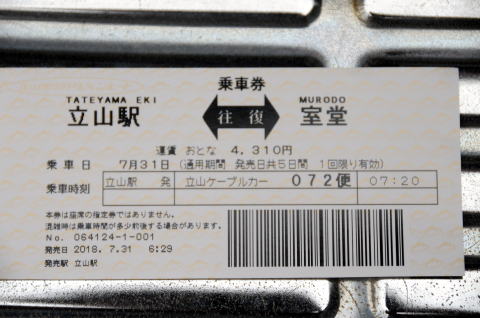 乗車券
TATEYAMA EKI MURODO
立山駅 往復 室堂
運賃 おとな 4,310円
乗車日 7月31日 (通用期間 発売日共5日間 1回限り有効)
乗車時刻 立山駅 発 立山ケーブルカー 072便 07:20
本券は座席の指定券ではありません。
混雑時は乗車時間が多少前後する場合があります。
No. 064124-1-001
発売日 2018. 7.31 6:29
発売駅 立山駅